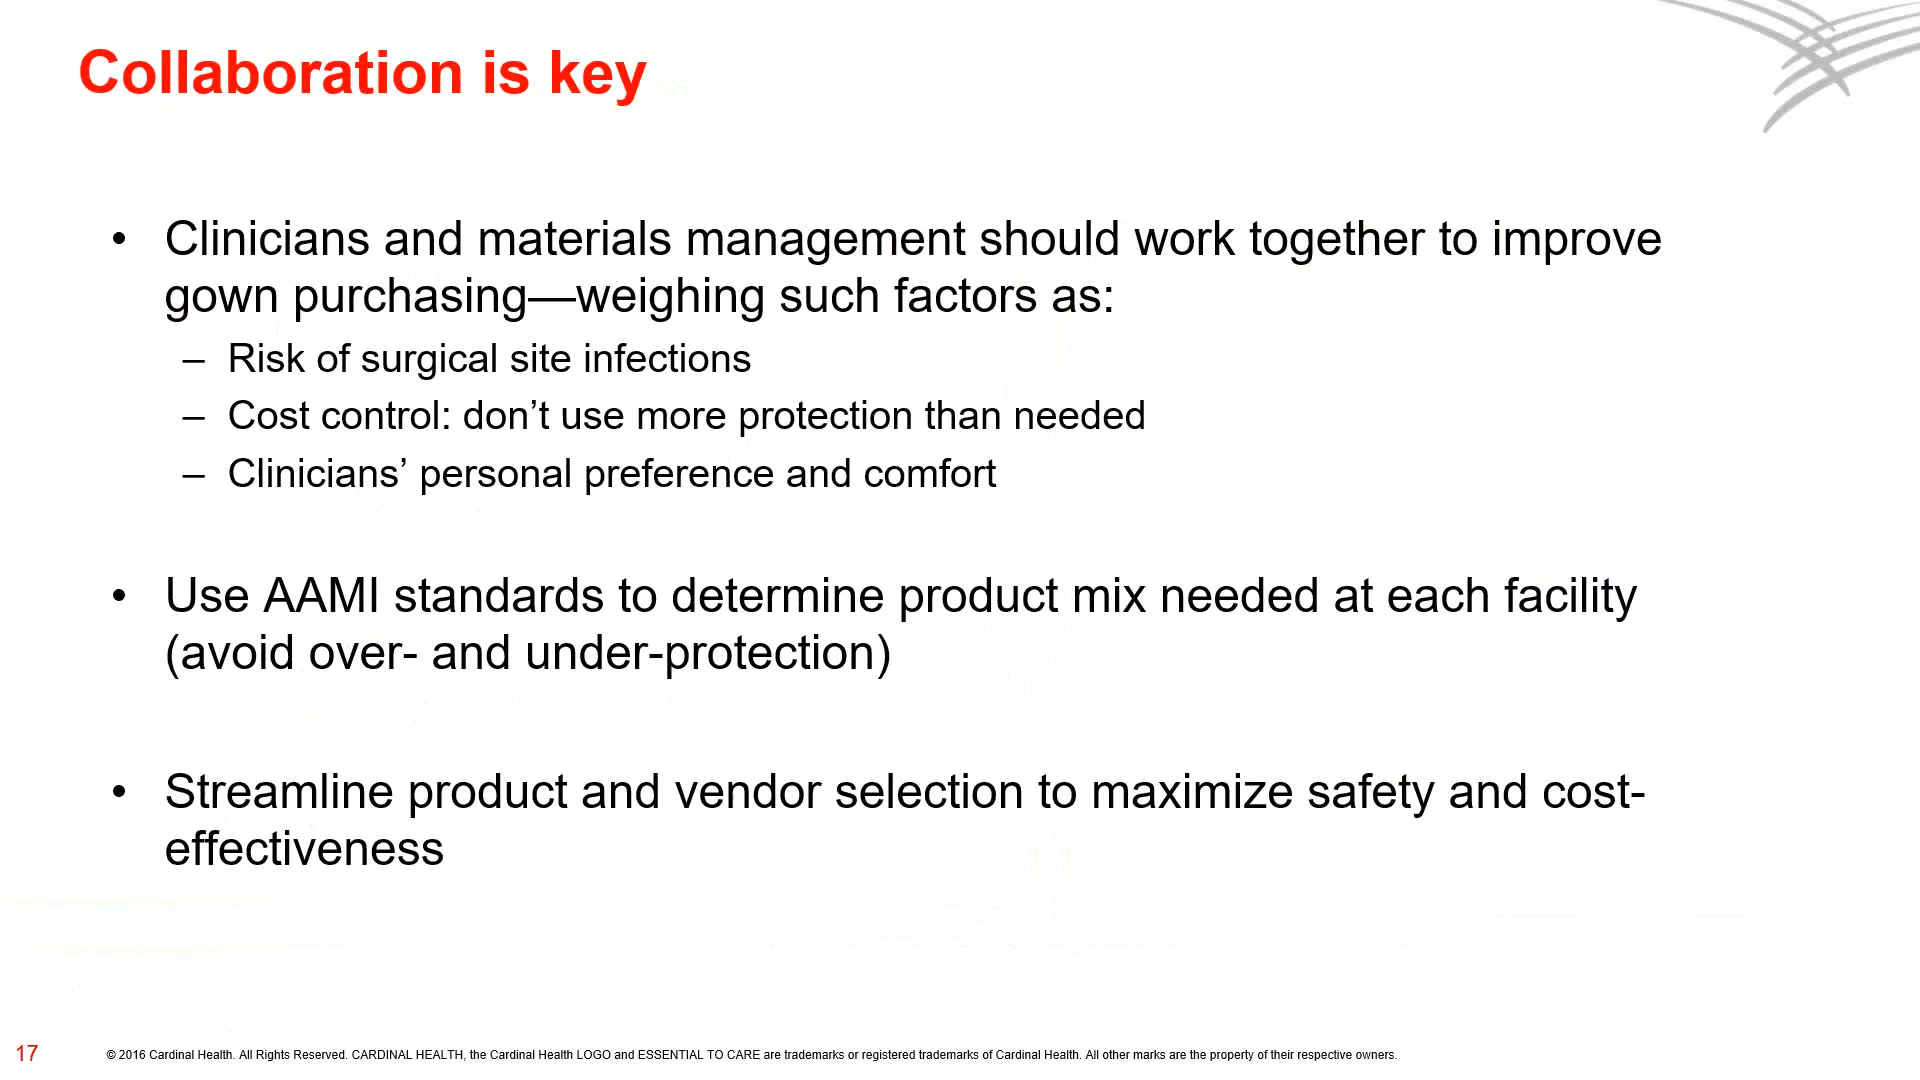 Collaboration is key
• Clinicians and materials management should work together to improve
gown purchasing—weighing such factors as:
– Risk of surgical site infections
– Cost control: don’t use more protection than needed
– Clinicians’ personal preference and comfort
• Use AAMI standards to determine product mix needed at each facility
(avoid over- and under-protection)
• Streamline product and vendor selection to maximize safety and cost-
effectiveness
17 © 2016 Cardinal Health. All Rights Reserved. CARDINAL HEALTH, the Cardinal Health LOGO and ESSENTIAL TO CARE are trademarks or registered trademarks of Cardinal Health. All other marks are the property of their respective owners.